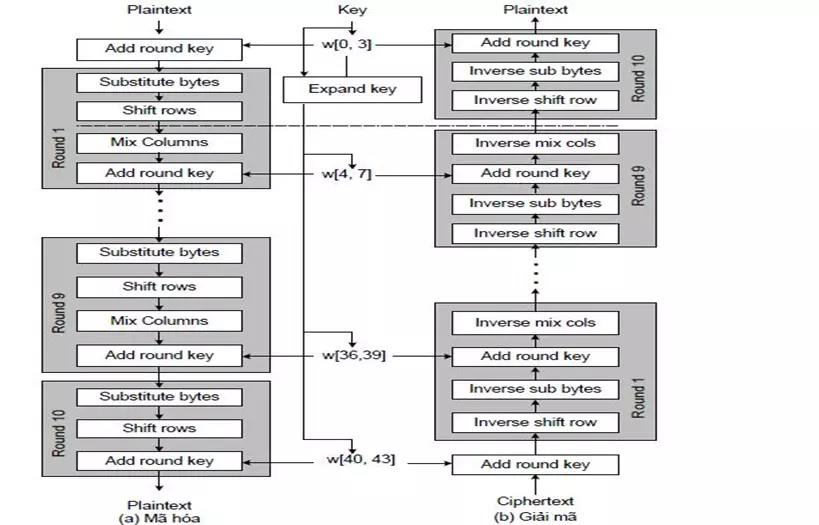 Plaintext
Add round key
Round 1
Substitute bytes
Shift rows
Mix Columns
Add round key
Round 9
Substitute bytes
Shift rows
Mix Columns
Add round key
Round 10
Substitute bytes
Shift rows
Add round key
Plaintext
(a) Mã hóa
Key
w[0, 3]
Expand key
w[4, 7]
w[36,39]
w[40, 43]
Plaintext
Add round key
Inverse sub bytes
Inverse shift row
Round 10
Inverse mix cols
Add round key
Inverse sub bytes
Inverse shift row
Round 9
Inverse mix cols
Add round key
Inverse sub bytes
Inverse shift row
Round 1
Add round key
Ciphertext
(b) Giải mã